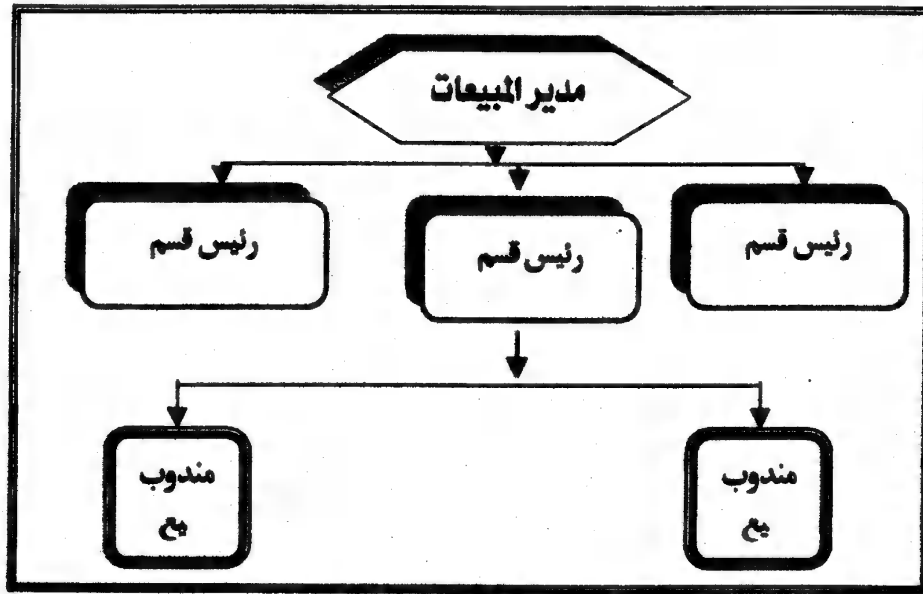 مدير المبيعات
رئيس قسم
رئيس قسم
رئيس قسم
مندوب
بيع
مندوب
بيع